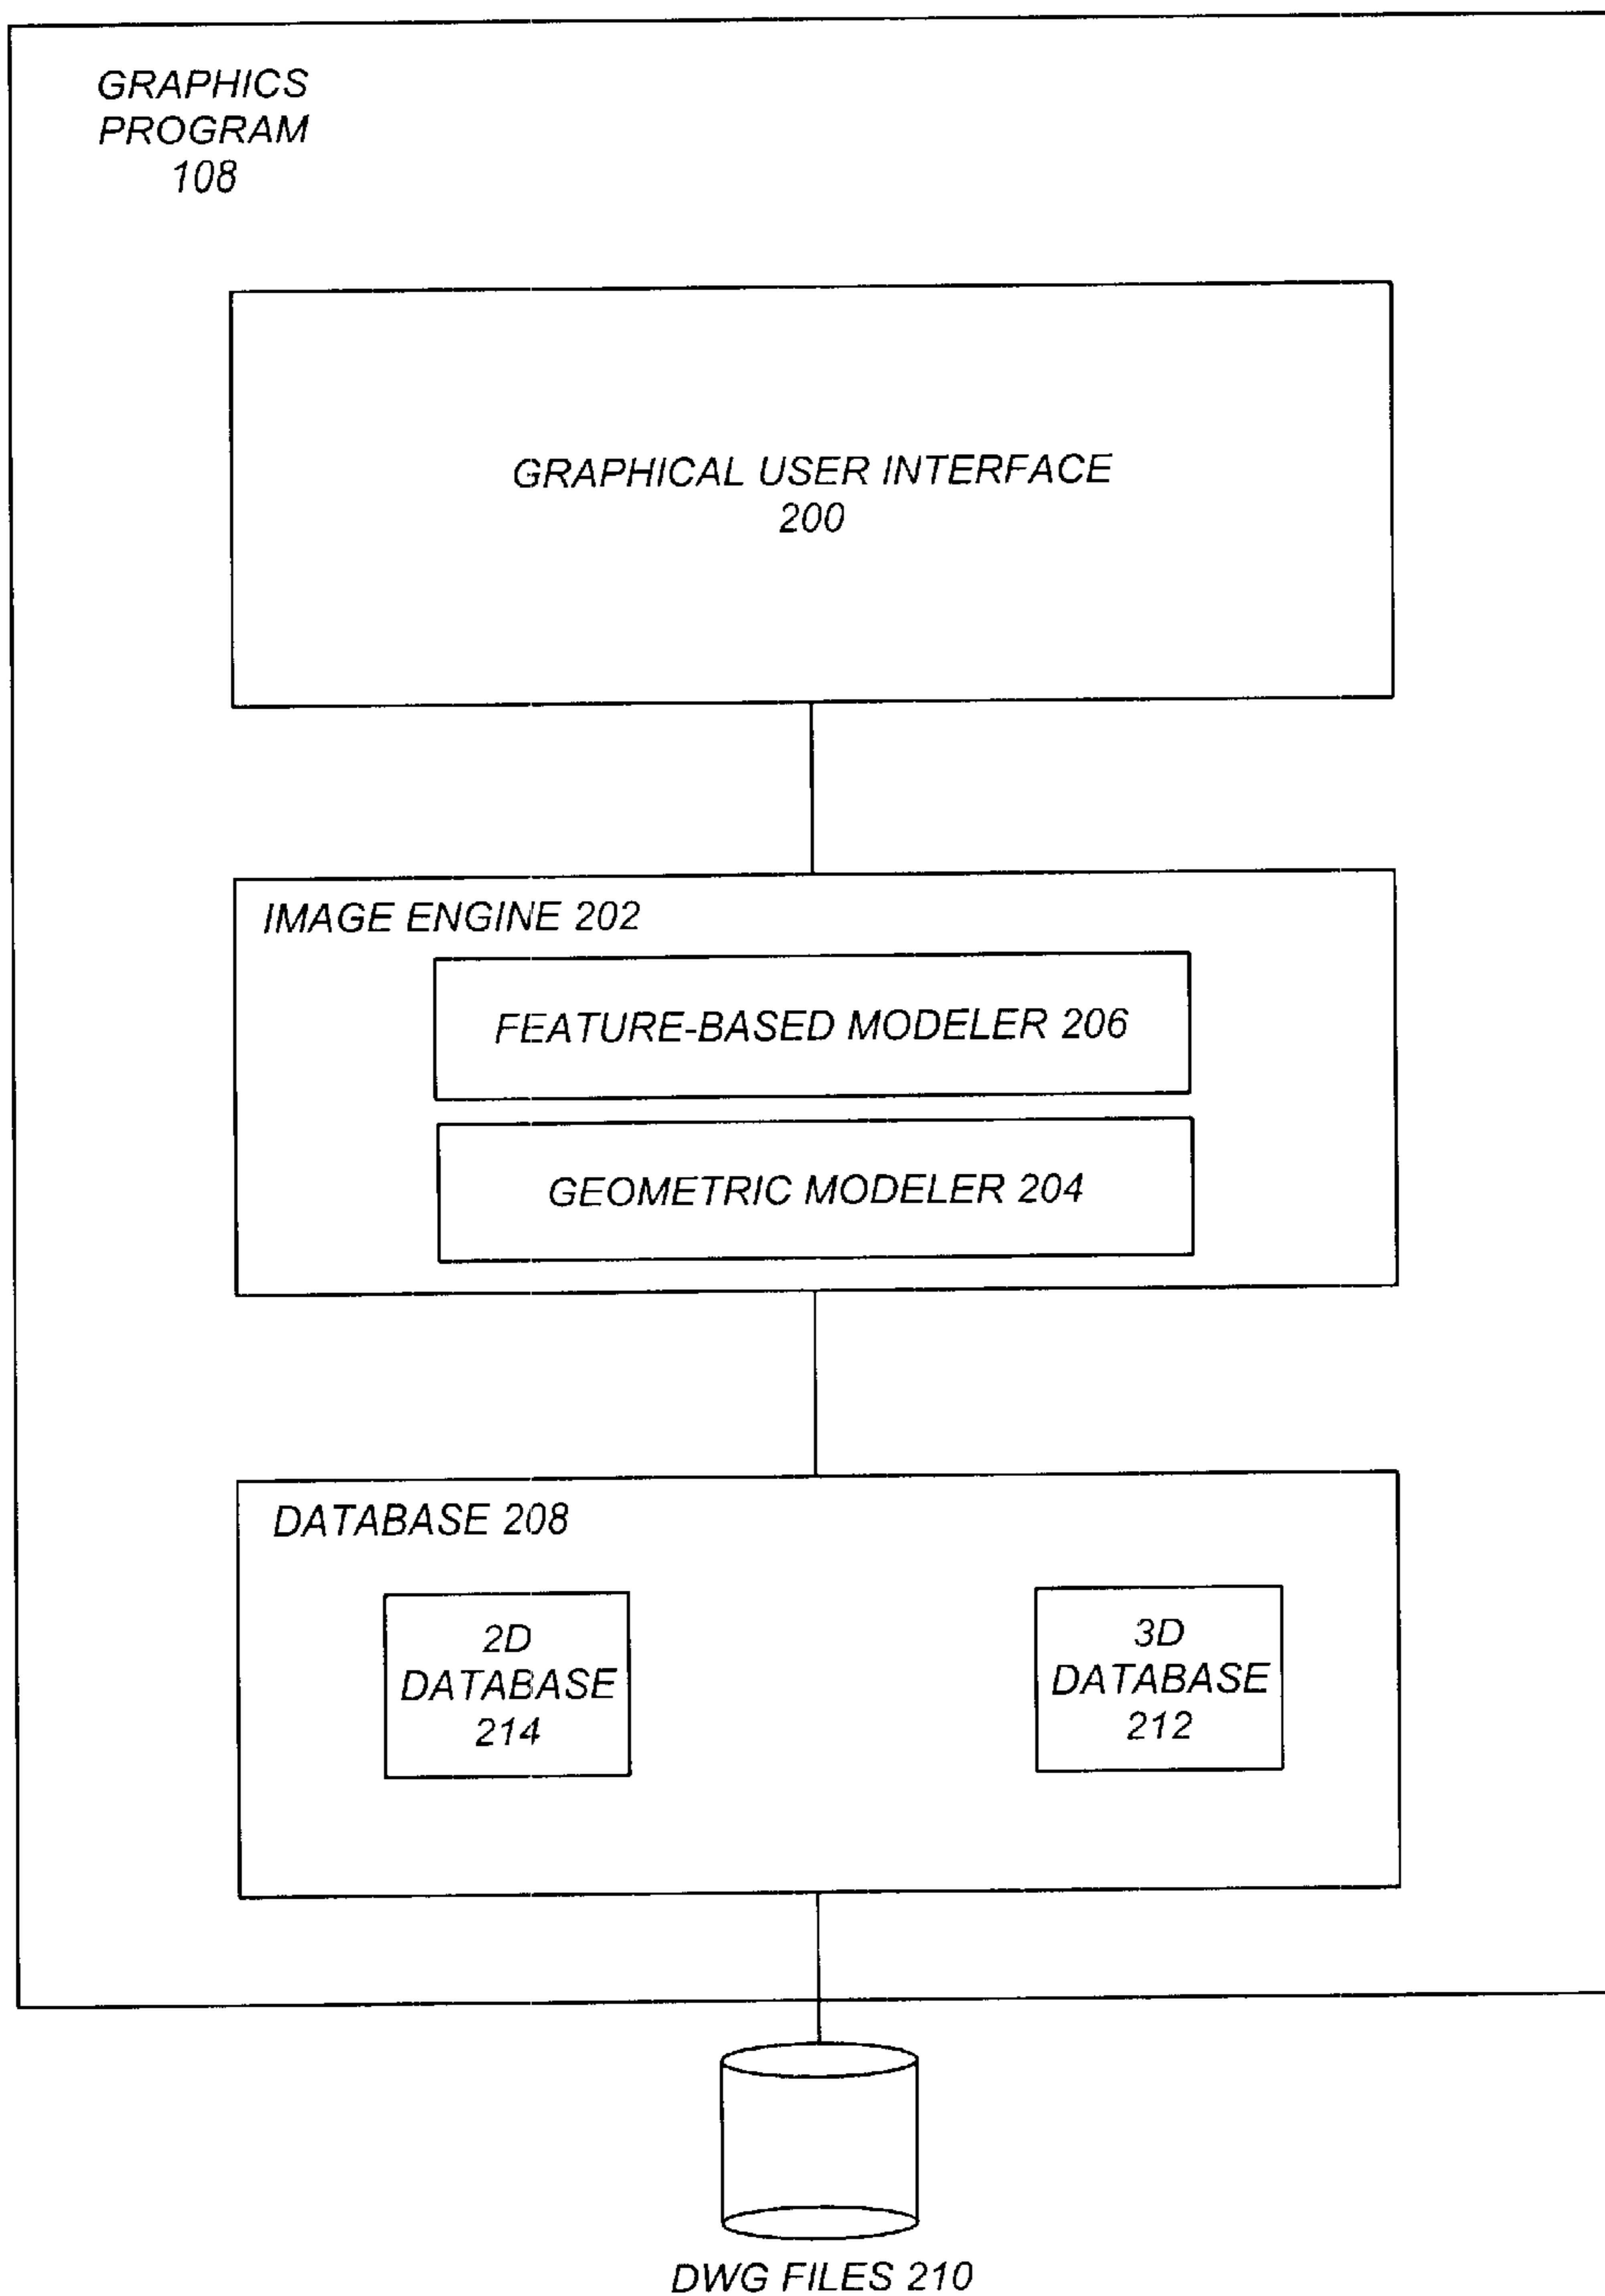 GRAPHICS
PROGRAM
108
GRAPHICAL USER INTERFACE
200
IMAGE ENGINE 202
FEATURE-BASED MODELER 206
GEOMETRIC MODELER 204
DATABASE 208
2D
DATABASE
214
3D
DATABASE
212
DWG FILES 210